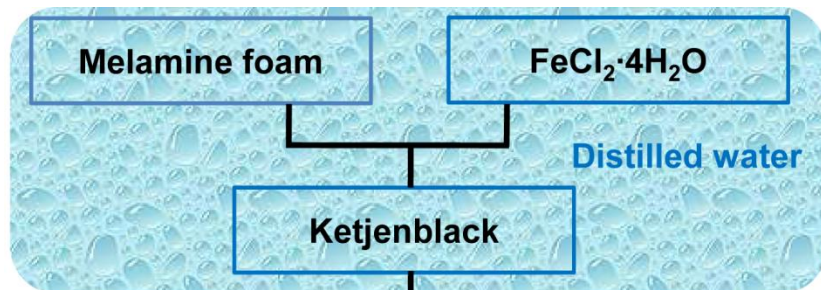 Melamine foam
FeCl₂·4H₂O
Distilled water
Ketjenblack